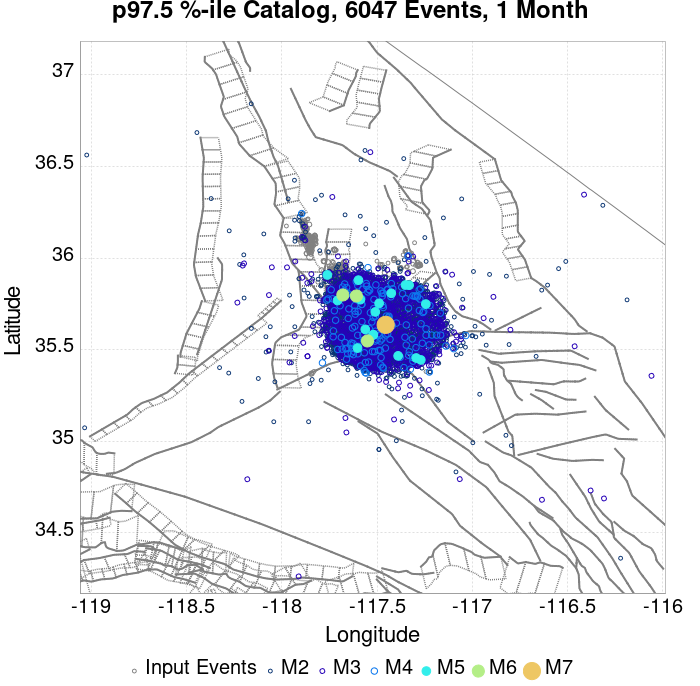 p97.5 %-ile Catalog, 6047 Events, 1 Month
37
36.5
36
35.5
35
34.5
Latitude
-119 -118.5 -118 -117.5 -117 -116.5 -116
Longitude
Input Events M2 M3 M4 M5 M6 M7